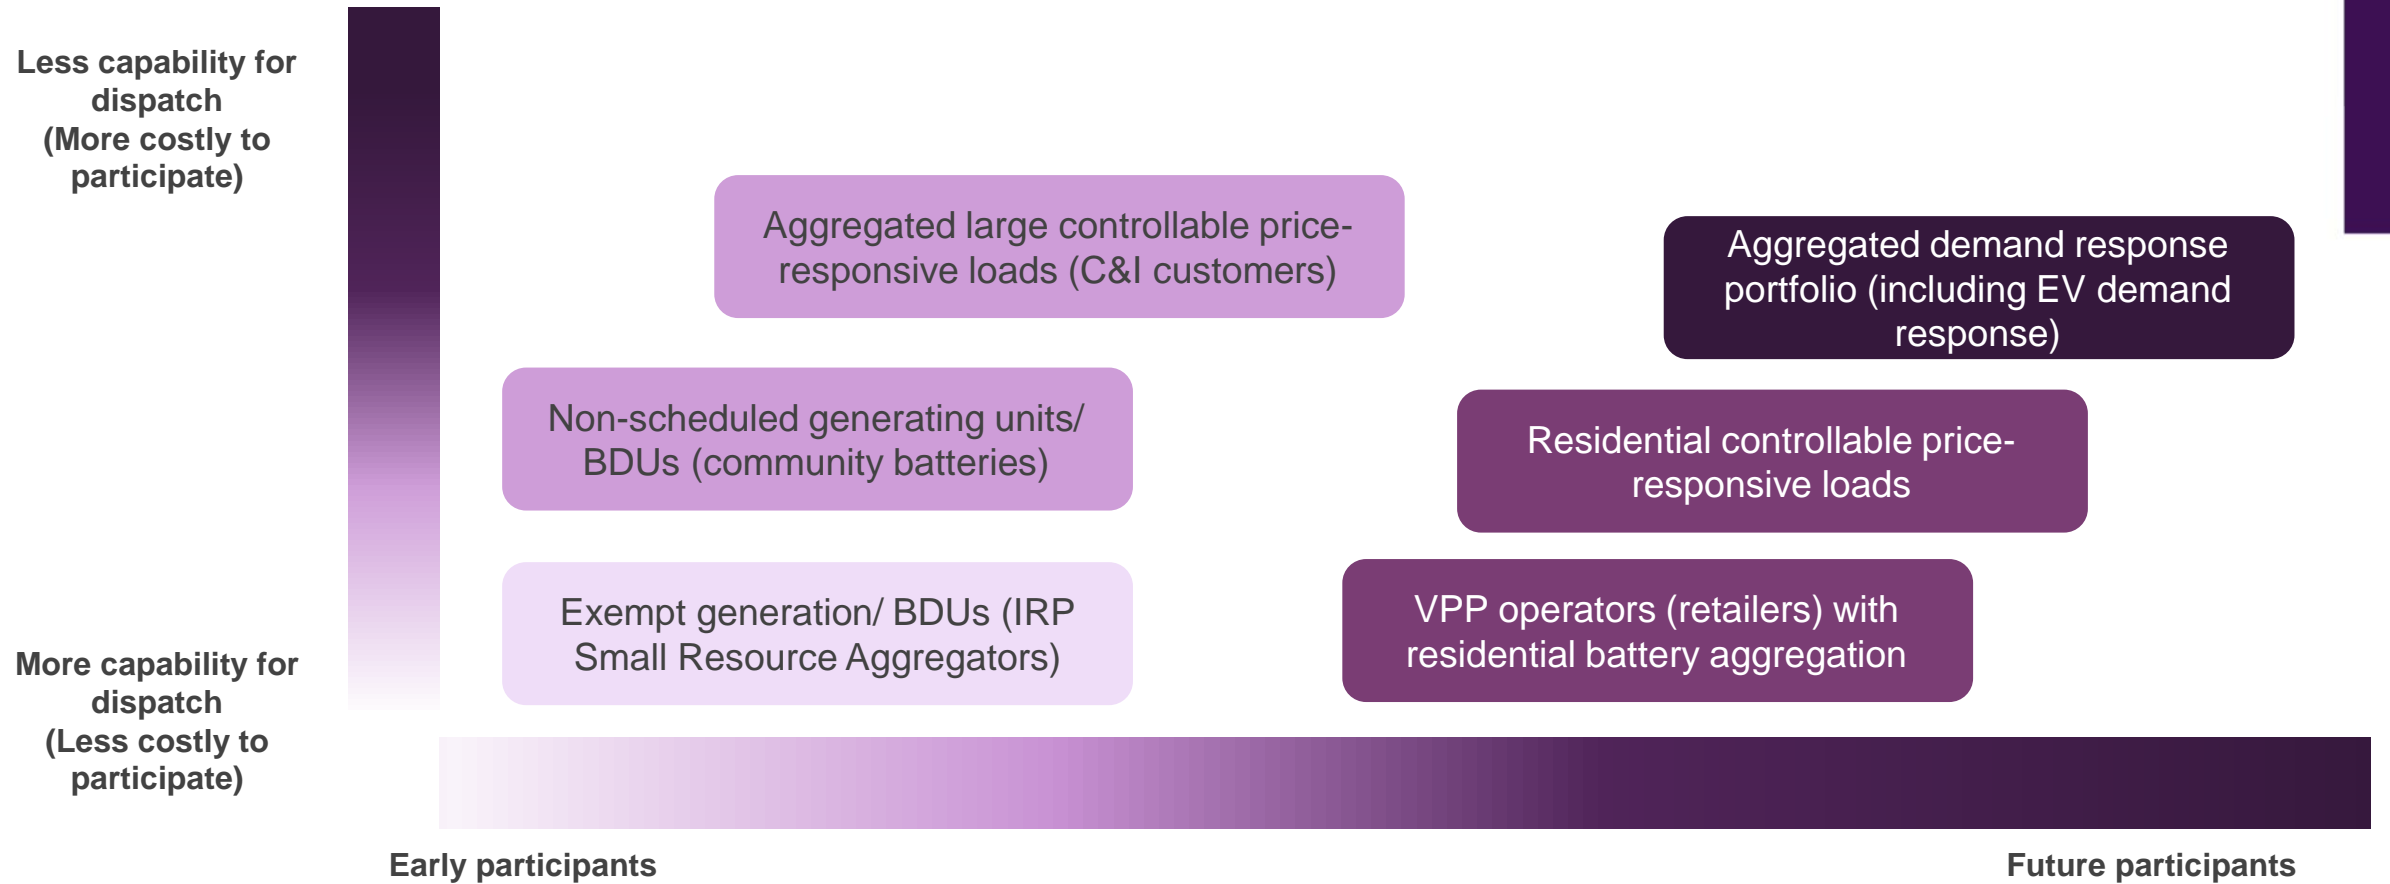 Less capability for
dispatch
(More costly to
participate)
Aggregated large controllable price-
responsive loads (C&I customers)
Aggregated demand response
portfolio (including EV demand
response)
Non-scheduled generating units/
BDUs (community batteries)
Residential controllable price-
responsive loads
Exempt generation/ BDUs (IRP
Small Resource Aggregators)
VPP operators (retailers) with
residential battery aggregation
More capability for
dispatch
(Less costly to
participate)
Early participants
Future participants